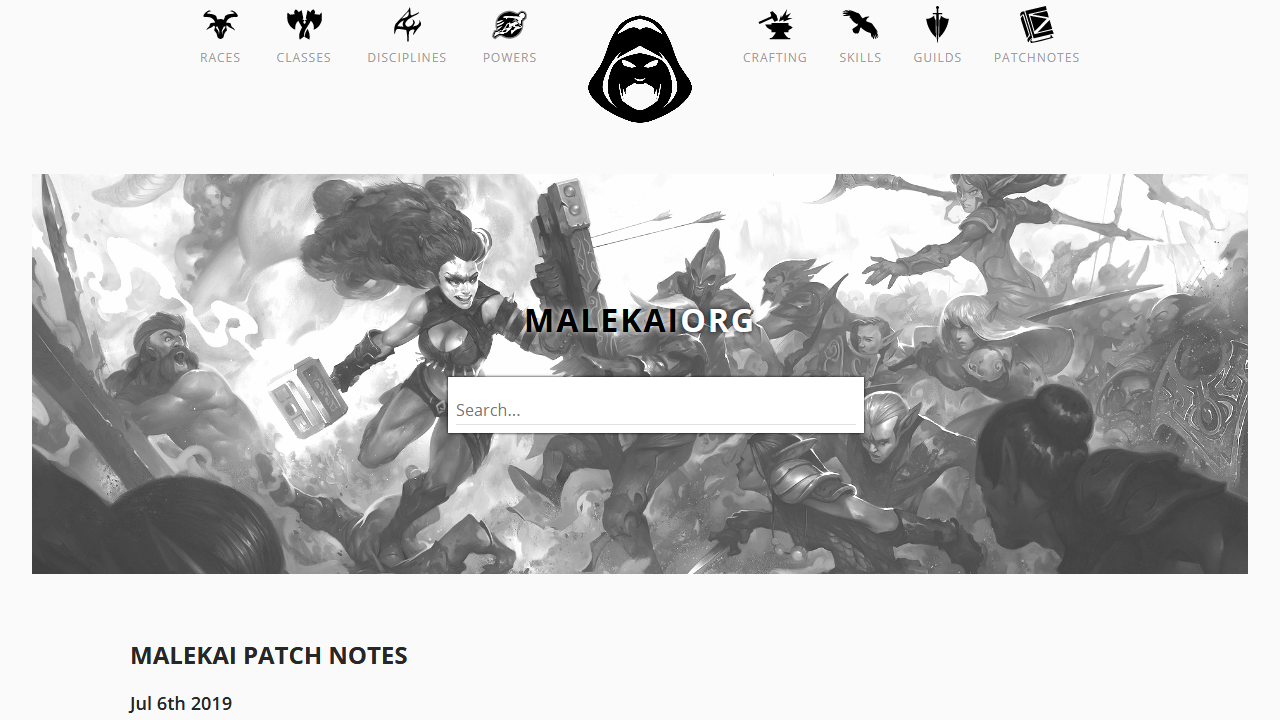 RACES CLASSES DISCIPLINES POWERS CRAFTING SKILLS GUILDS PATCHNOTES
MALEKAIORG
Search...
MALEKAI PATCH NOTES
Jul 6th 2019